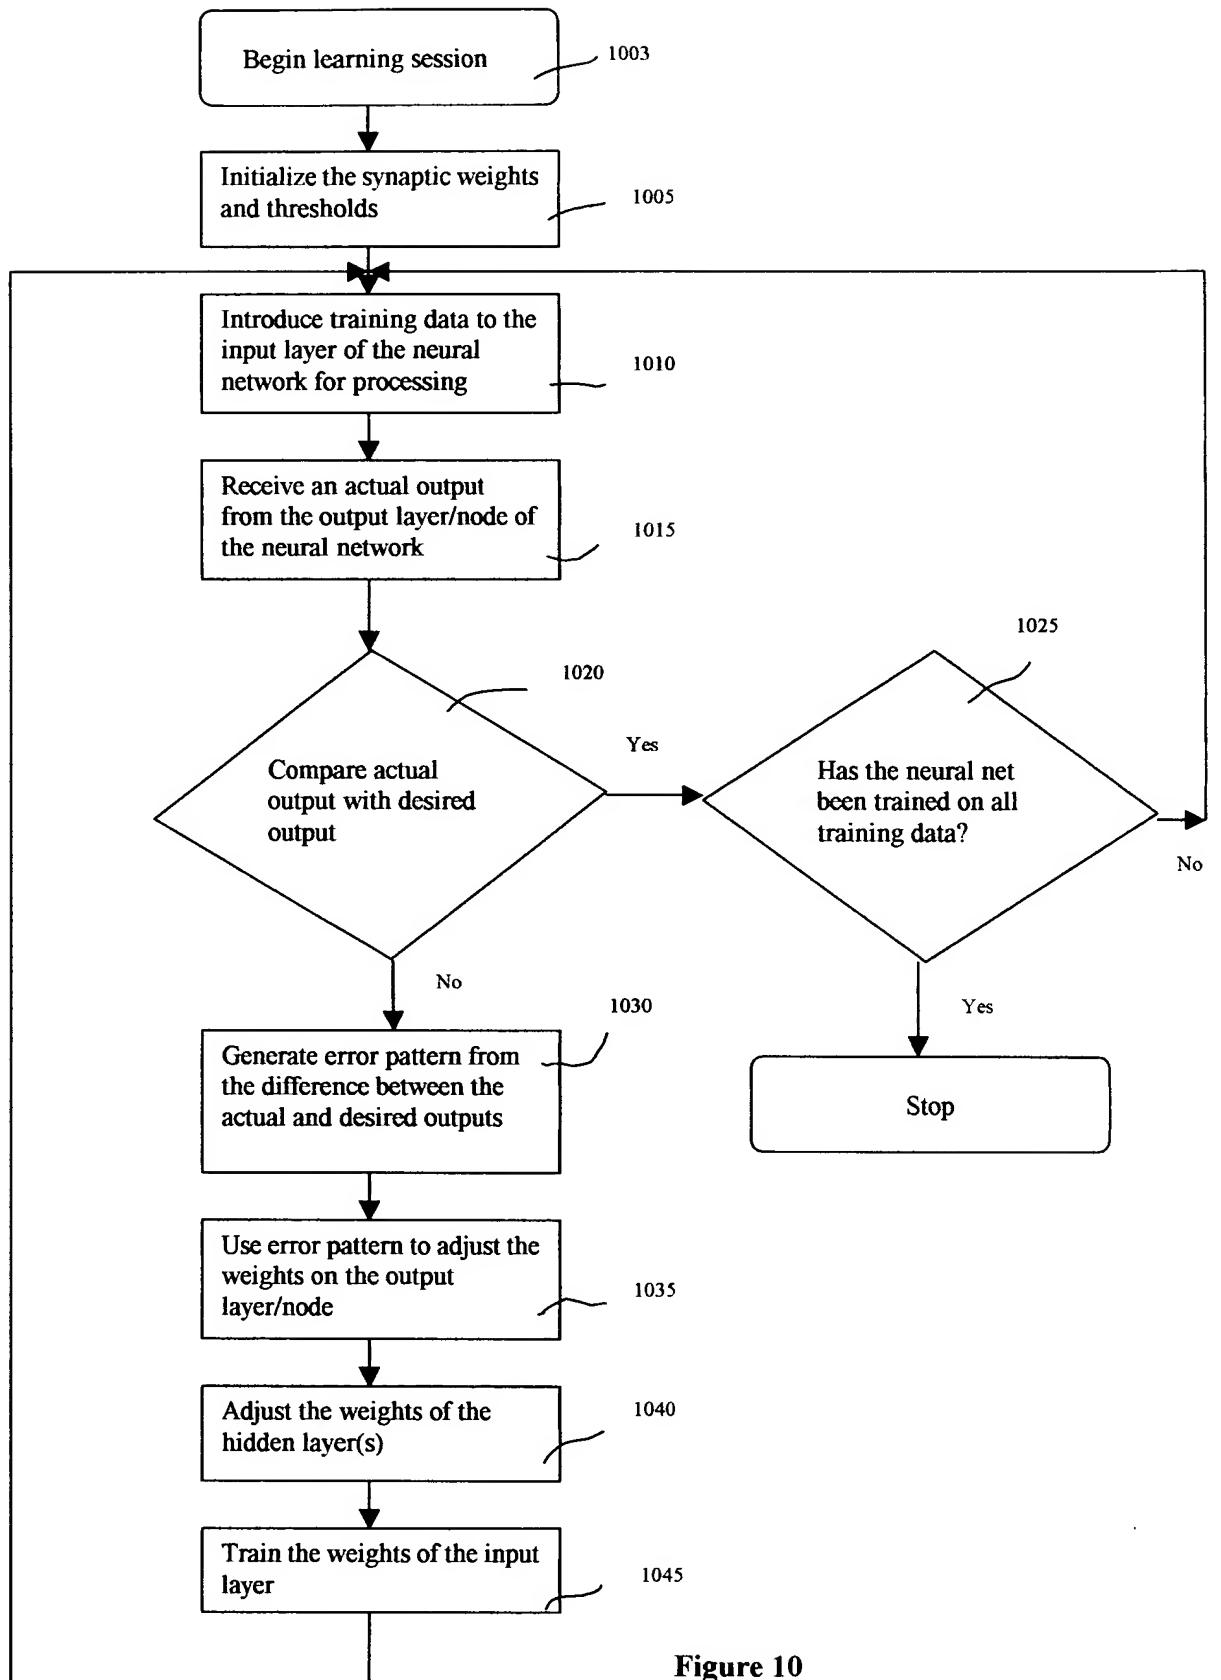 Begin learning session
1003
Initialize the synaptic weights
and thresholds
1005
Introduce training data to the
input layer of the neural
network for processing
1010
Receive an actual output
from the output layer/node of
the neural network
1015
1020
Compare actual
output with desired
output
Yes
1025
Has the neural net
been trained on all
training data?
No
No
Yes
Stop
1030
Generate error pattern from
the difference between the
actual and desired outputs
Use error pattern to adjust the
weights on the output
layer/node
1035
Adjust the weights of the
hidden layer(s)
1040
Train the weights of the input
layer
1045
Figure 10